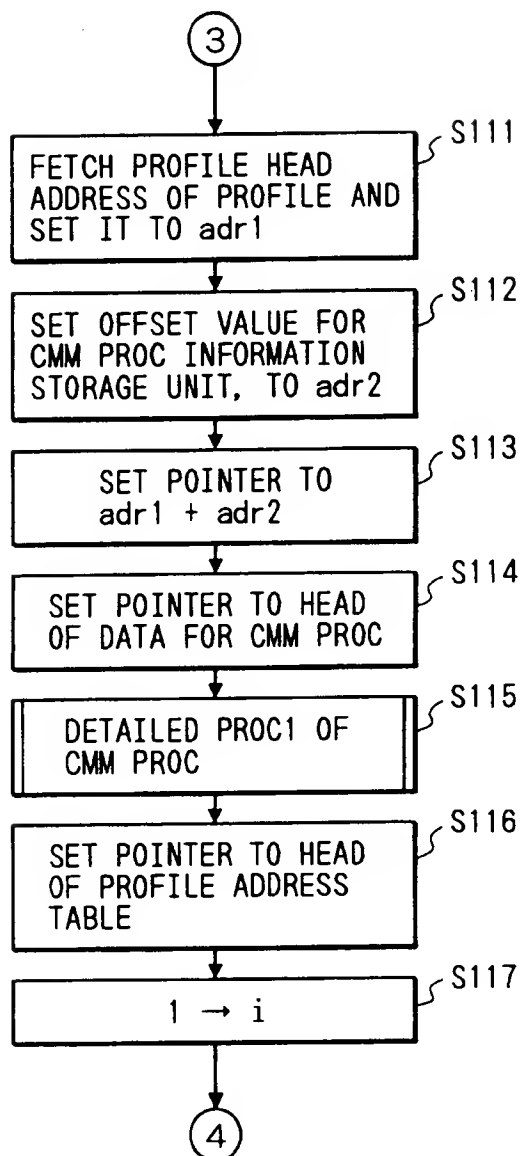 3
S111
FETCH PROFILE HEAD
ADDRESS OF PROFILE AND
SET IT TO adr1
S112
SET OFFSET VALUE FOR
CMM PROC INFORMATION
STORAGE UNIT, TO adr2
S113
SET POINTER TO
adr1 + adr2
S114
SET POINTER TO HEAD
OF DATA FOR CMM PROC
S115
DETAILED PROC1 OF
CMM PROC
S116
SET POINTER TO HEAD
OF PROFILE ADDRESS
TABLE
S117
1 → i
4